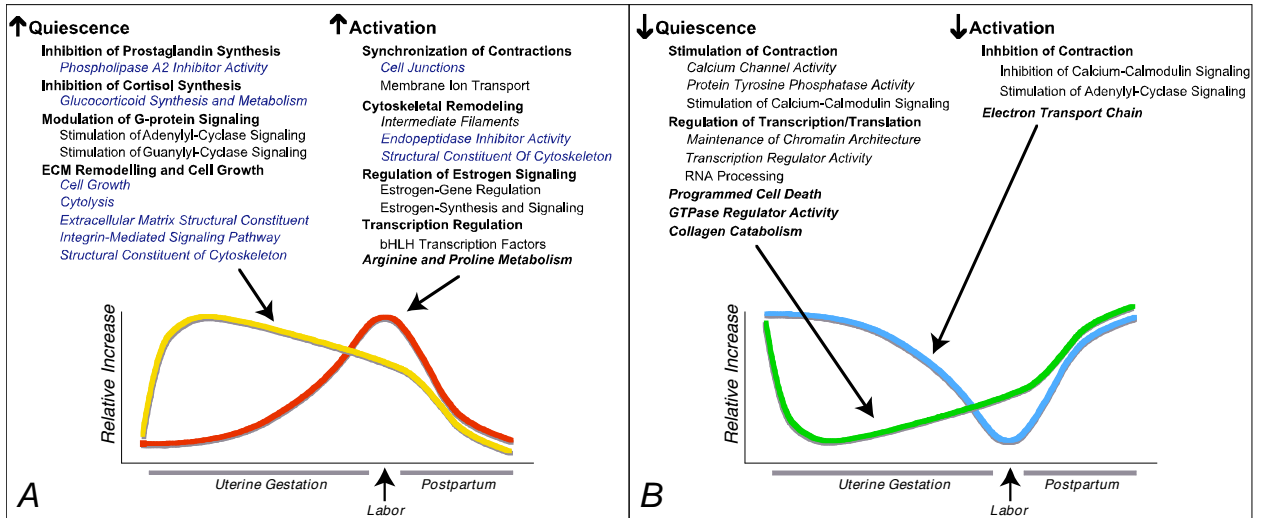 ↑Quiescence
Inhibition of Prostaglandin Synthesis
Phospholipase A2 Inhibitor Activity
Inhibition of Cortisol Synthesis
Glucocorticoid Synthesis and Metabolism
Modulation of G-protein Signaling
Stimulation of Adenylyl-Cyclase Signaling
Stimulation of Guanylyl-Cyclase Signaling
ECM Remodelling and Cell Growth
Cell Growth
Cytolysis
Extracellular Matrix Structural Constituent
Integrin-Mediated Signaling Pathway
Structural Constituent of Cytoskeleton
↑Activation
Synchronization of Contractions
Cell Junctions
Membrane Ion Transport
Cytoskeletal Remodeling
Intermediate Filaments
Endopeptidase Inhibitor Activity
Structural Constituent Of Cytoskeleton
Regulation of Estrogen Signaling
Estrogen-Gene Regulation
Estrogen-Synthesis and Signaling
Transcription Regulation
bHLH Transcription Factors
Arginine and Proline Metabolism
Relative Increase
Uterine Gestation
Postpartum
Labor
A
↓Quiescence
Stimulation of Contraction
Calcium Channel Activity
Protein Tyrosine Phosphatase Activity
Stimulation of Calcium-Calmodulin Signaling
Regulation of Transcription/Translation
Maintenance of Chromatin Architecture
Transcription Regulator Activity
RNA Processing
Programmed Cell Death
GTPase Regulator Activity
Collagen Catabolism
↓Activation
Inhbition of Contraction
Inhibition of Calcium-Calmodulin Signaling
Stimulation of Adenylyl-Cyclase Signaling
Electron Transport Chain
Relative Increase
Uterine Gestation
Postpartum
Labor
B